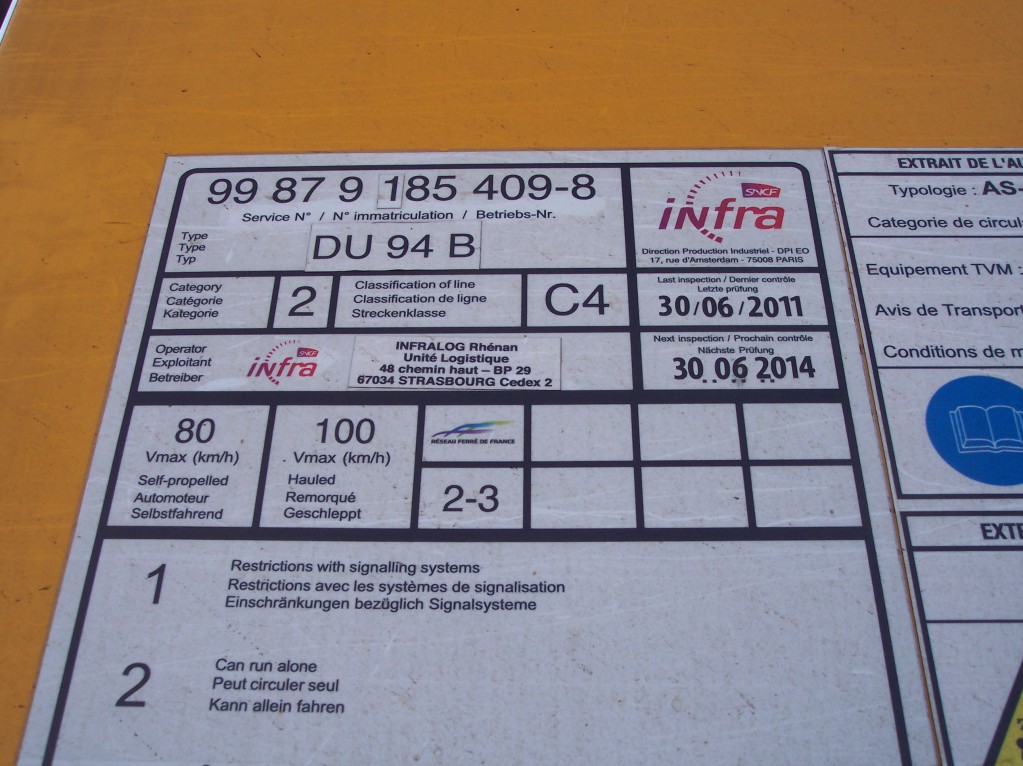 99 87 9 185 409-8
Service N° / N° immatriculation / Betriebs-Nr.
Type
Type
Typ
DU 94 B
SNCF
iNfra
Direction Production Industriel - DPI EO
17, rue d'Amsterdam - 75008 PARIS
Category
Catégorie
Kategorie
2
Classification of line
Classification de ligne
Streckenklasse
C4
Last inspection / Dernier contrôle
Letzte prüfung
30/06/2011
Operator
Exploitant
Betreiber
SNCF
iNfra
INFRALOG Rhénan
Unité Logistique
48 chemin haut – BP 29
67034 STRASBOURG Cedex 2
Next inspection / Prochain contrôle
Nächste Prüfung
30 06 2014
80
Vmax (km/h)
Self-propelled
Automoteur
Selbstfahrend
100
Vmax (km/h)
Hauled
Remorqué
Geschleppt
RÉSEAU FERRÉ DE FRANCE
2-3
1
Restrictions with signalling systems
Restrictions avec les systèmes de signalisation
Einschränkungen bezüglich Signalsysteme
2
Can run alone
Peut circuler seul
Kann allein fahren
EXTRAIT DE L'AU
Typologie : AS-
Categorie de circul
Equipement TVM :
Avis de Transport
Conditions de m
EXTE